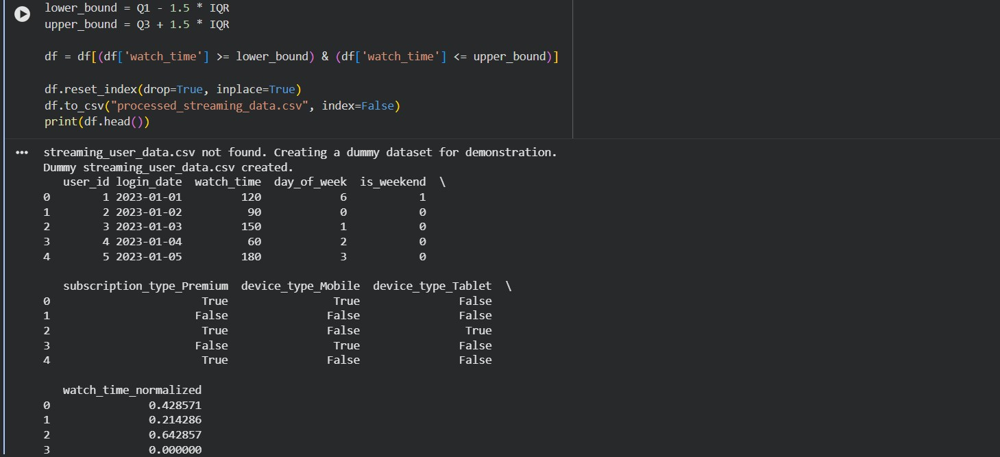 lower_bound = Q1 - 1.5 * IQR
upper_bound = Q3 + 1.5 * IQR
df = df[(df['watch_time'] >= lower_bound) & (df['watch_time'] <= upper_bound)]
df.reset_index(drop=True, inplace=True)
df.to_csv("processed_streaming_data.csv", index=False)
print(df.head())
streaming_user_data.csv not found. Creating a dummy dataset for demonstration.
Dummy streaming_user_data.csv created.
   user_id login_date  watch_time  day_of_week  is_weekend  \
0        1 2023-01-01         120            6           1
1        2 2023-01-02          90            0           0
2        3 2023-01-03         150            1           0
3        4 2023-01-04          60            2           0
4        5 2023-01-05         180            3           0
   subscription_type_Premium  device_type_Mobile  device_type_Tablet  \
0                       True                True               False
1                      False               False               False
2                       True               False                True
3                      False                True               False
4                       True               False               False
   watch_time_normalized
0               0.428571
1               0.214286
2               0.642857
3               0.000000